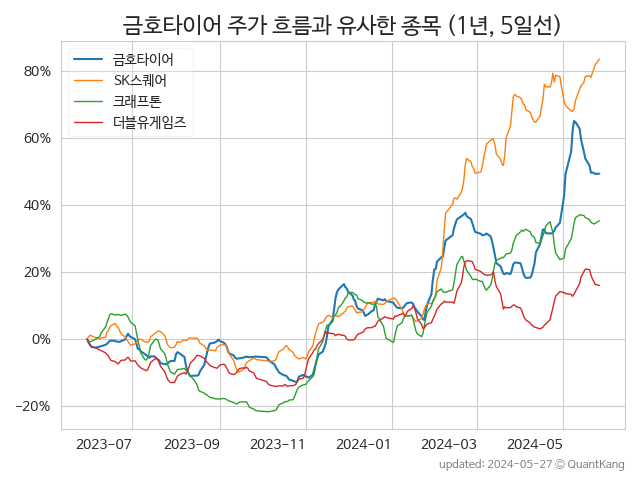 금호타이어 주가 흐름과 유사한 종목 (1년, 5일선)
금호타이어
SK스퀘어
크래프톤
더블유게임즈
80%
60%
40%
20%
0%
−20%
2023-07 2023-09 2023-11 2024-01 2024-03 2024-05
updated: 2024-05-27 © QuantKang